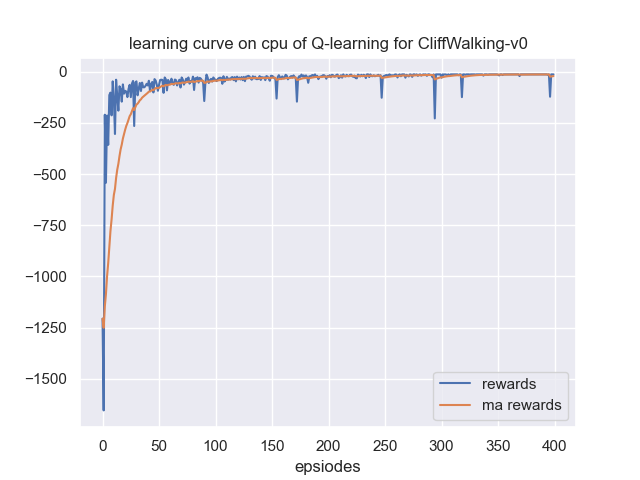 learning curve on cpu of Q-learning for CliffWalking-v0
0
−250
−500
−750
−1000
−1250
−1500
rewards
ma rewards
0 50 100 150 200 250 300 350 400
epsiodes